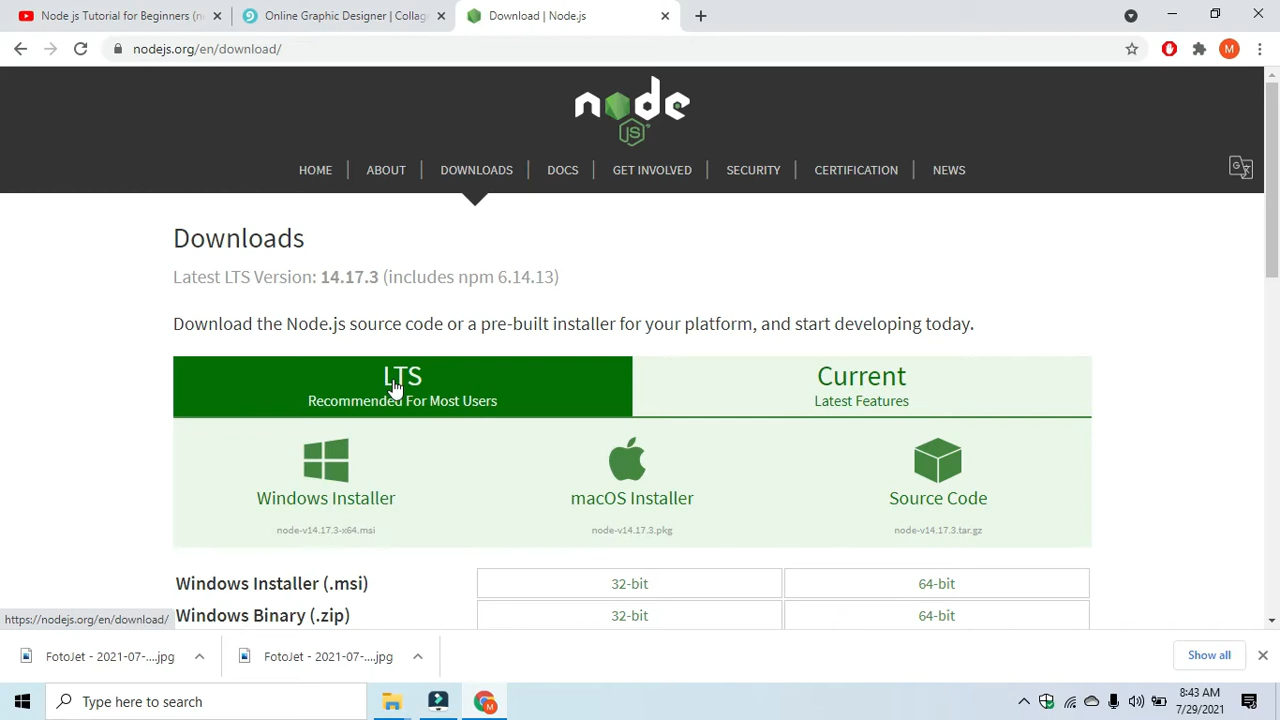 Node js Tutorial for Beginners (n
Online Graphic Designer | Collag
Download | Node.js
nodejs.org/en/download/
M
node
JS
HOME
ABOUT
DOWNLOADS
DOCS
GET INVOLVED
SECURITY
CERTIFICATION
NEWS
Downloads
Latest LTS Version: 14.17.3 (includes npm 6.14.13)
Download the Node.js source code or a pre-built installer for your platform, and start developing today.
LTS
Recommended For Most Users
Current
Latest Features
Windows Installer
node-v14.17.3-x64.msi
macOS Installer
node-v14.17.3.pkg
Source Code
node-v14.17.3.tar.gz
Windows Installer (.msi)
32-bit
64-bit
https://nodejs.org/en/download/
Windows Binary (.zip)
32-bit
64-bit
FotoJet - 2021-07-....jpg
FotoJet - 2021-07-....jpg
Show all
Type here to search
M
8:43 AM
7/29/2021